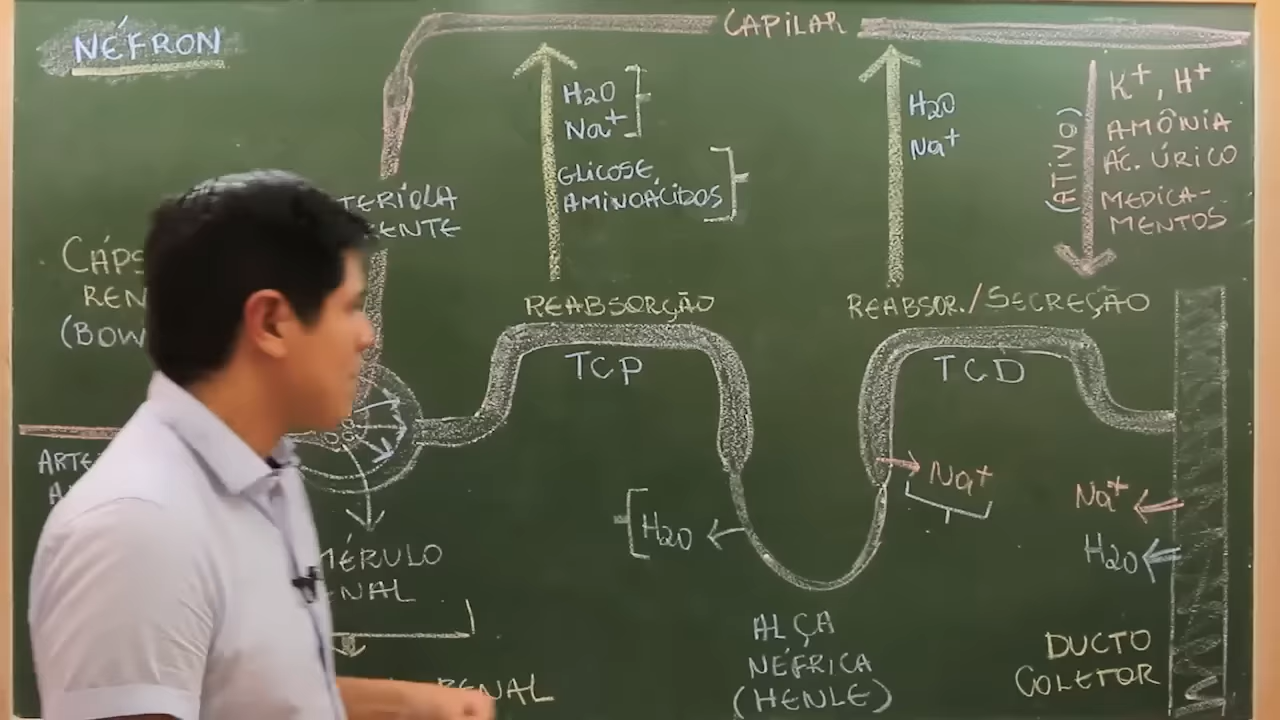 NÉFRON
CAPILAR
H2O
Na+
GLICOSE,
AMINOÁCIDOS
H2O
Na+
(ATIVO)
K+, H+
AMÔNIA
ÁC. ÚRICO
MEDICA-
MENTOS
REABSORÇÃO
REABSOR./SECREÇÃO
TCP
TCD
Na+
H2O
Na+
H2O
ALÇA
NÉFRICA
(HENLE)
DUCTO
COLETOR